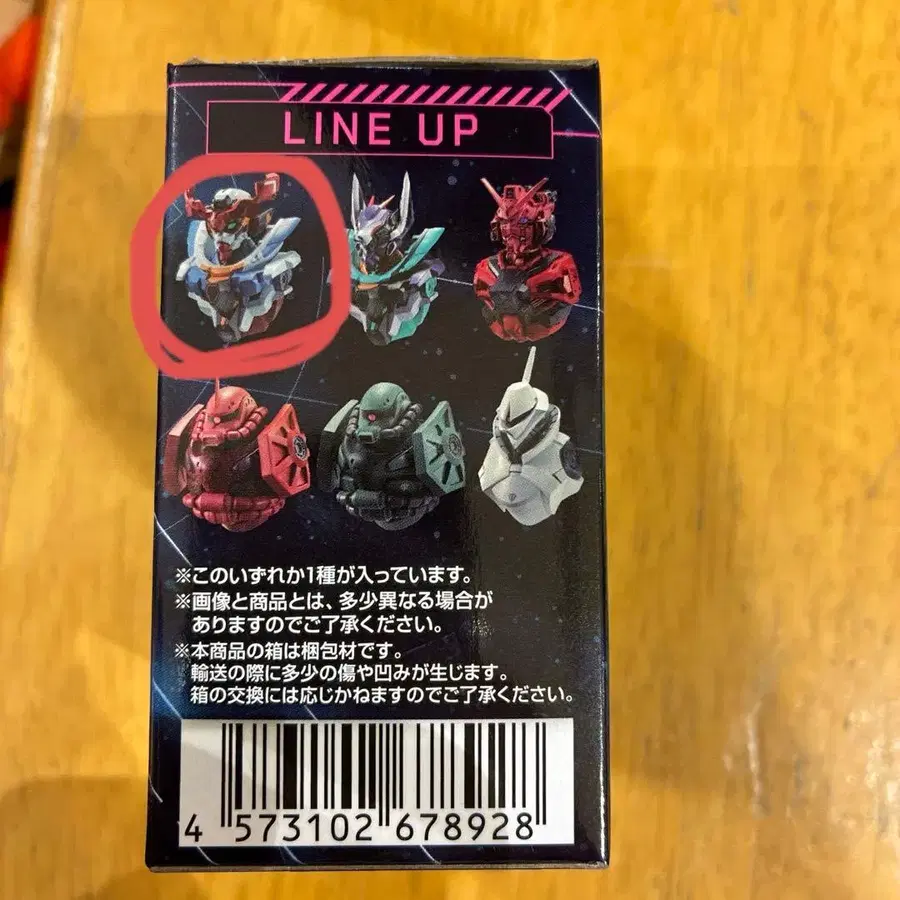 LINE UP
※このいずれか1種が入っています。
※画像と商品とは、多少異なる場合が
ありますのでご了承ください。
※本商品の箱は梱包材です。
輸送の際に多少の傷や凹みが生じます。
箱の交換には応じかねますのでご了承ください。
4 573102 678928